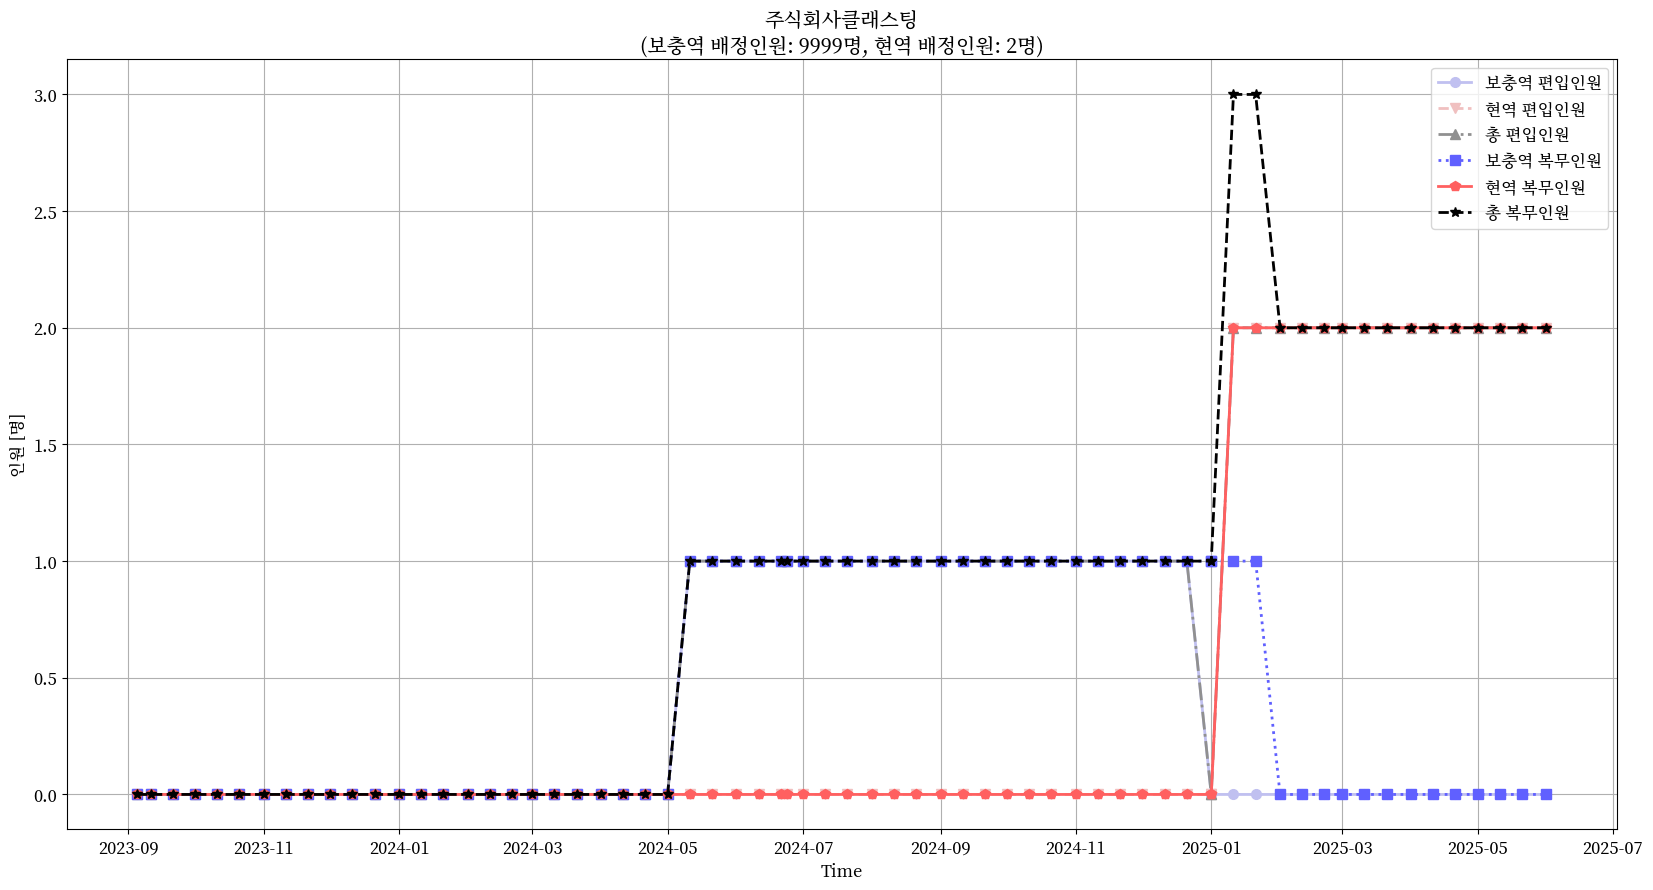 주식회사클래스팅
(보충역 배정인원: 9999명, 현역 배정인원: 2명)
보충역 편입인원
현역 편입인원
총 편입인원
보충역 복무인원
현역 복무인원
총 복무인원
인원 [명]
3.0
2.5
2.0
1.5
1.0
0.5
0.0
2023-09
2023-11
2024-01
2024-03
2024-05
2024-07
2024-09
2024-11
2025-01
2025-03
2025-05
2025-07
Time